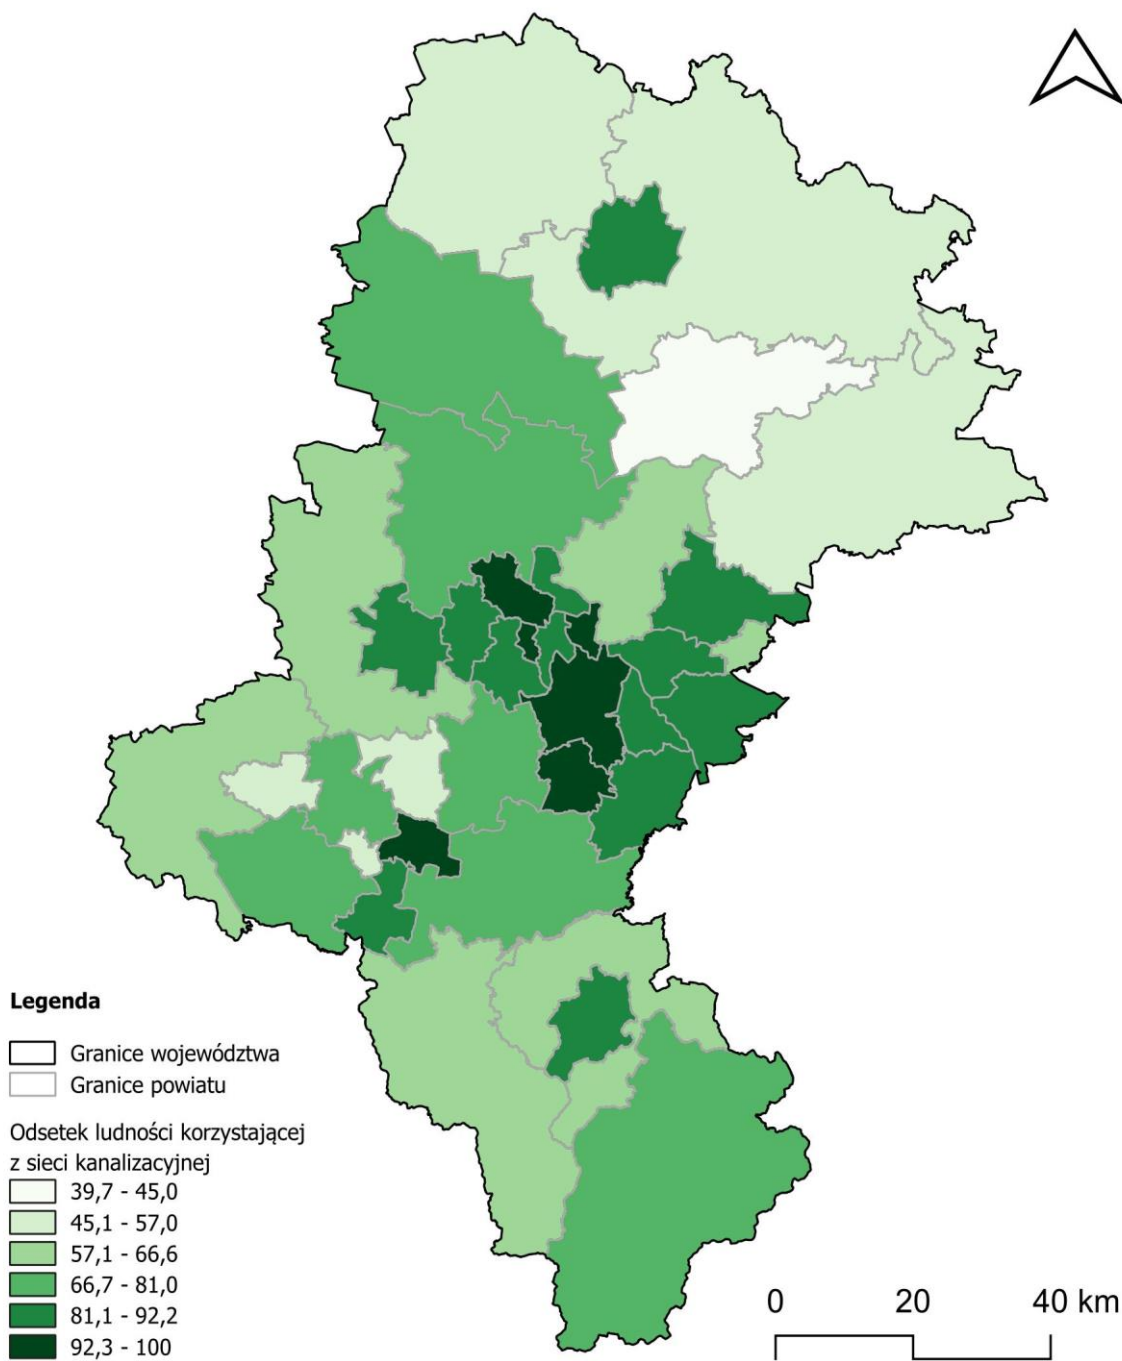 Legenda
Granice województwa
Granice powiatu
Odsetek ludności korzystającej
z sieci kanalizacyjnej
39,7 - 45,0
45,1 - 57,0
57,1 - 66,6
66,7 - 81,0
81,1 - 92,2
92,3 - 100
0 20 40 km